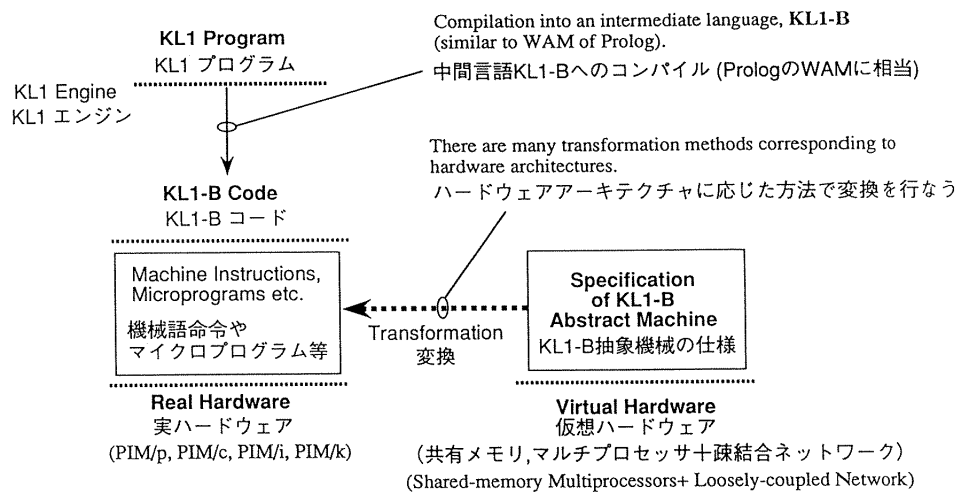 KL1 Program
KL1 プログラム
KL1 Engine
KL1 エンジン
Compilation into an intermediate language, KL1-B
(similar to WAM of Prolog).
中間言語KL1-Bへのコンパイル (PrologのWAMに相当)
There are many transformation methods corresponding to
hardware architectures.
ハードウェアアーキテクチャに応じた方法で変換を行なう
KL1-B Code
KL1-B コード
Machine Instructions,
Microprograms etc.
機械語命令や
マイクロプログラム等
Transformation
変換
Specification
of KL1-B
Abstract Machine
KL1-B抽象機械の仕様
Real Hardware
実ハードウェア
(PIM/p, PIM/c, PIM/i, PIM/k)
Virtual Hardware
仮想ハードウェア
(共有メモリ,マルチプロセッサ＋疎結合ネットワーク)
(Shared-memory Multiprocessors+ Loosely-coupled Network)